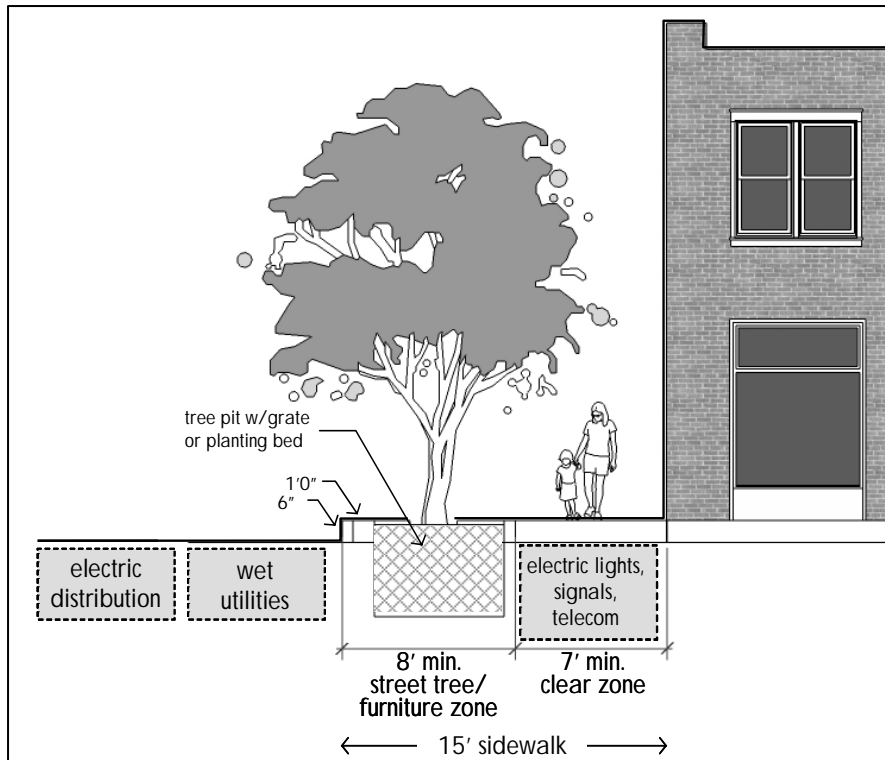 tree pit w/grate
or planting bed
1'0"
6"
electric
distribution
wet
utilities
electric lights,
signals,
telecom
8' min.
street tree/
furniture zone
7' min.
clear zone
15' sidewalk